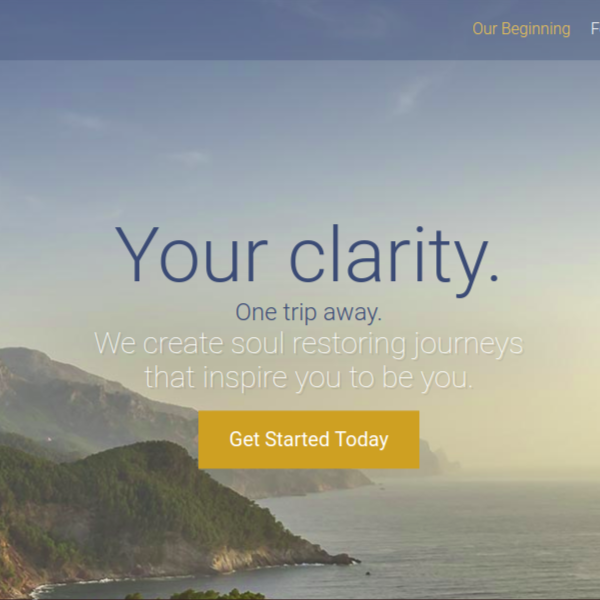 Our Beginning
Your clarity.
One trip away.
We create soul restoring journeys
that inspire you to be you.
Get Started Today